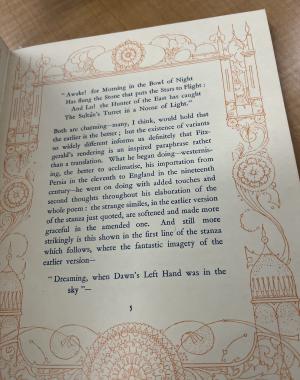 "Awake! for Morning in the Bowl of Night
Has flung the Stone that puts the Stars to Flight:
And Lo! the Hunter of the East has caught
The Sultán's Turret in a Noose of Light."
Both are charming—many, I think, would hold that
the earlier is the better; but the existence of variants
so widely different informs us definitely that Fitz-
gerald's rendering is an inspired paraphrase rather
than a translation. What he began doing—westernis-
ing, the better to acclimatise, his importation from
Persia in the eleventh to England in the nineteenth
century—he went on doing with added touches and
second thoughts throughout his elaboration of the
whole poem: the strange similes, in the earlier version
of the stanza just quoted, are softened and made more
graceful in the amended one. And still more
strikingly is this shown in the first line of the stanza
which follows, where the fantastic imagery of the
earlier version—
"Dreaming, when Dawn's Left Hand was in the
sky"—
5